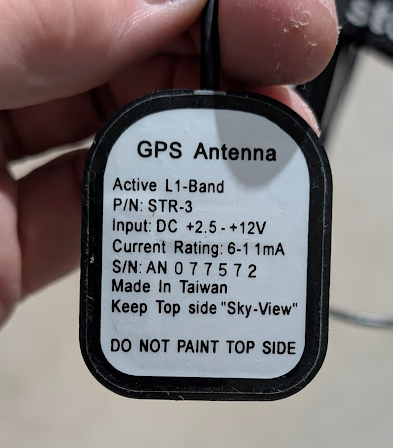 GPS Antenna
Active L1-Band
P/N: STR-3
Input: DC +2.5 - +12V
Current Rating: 6-11mA
S/N: AN 077572
Made In Taiwan
Keep Top side "Sky-View"
DO NOT PAINT TOP SIDE